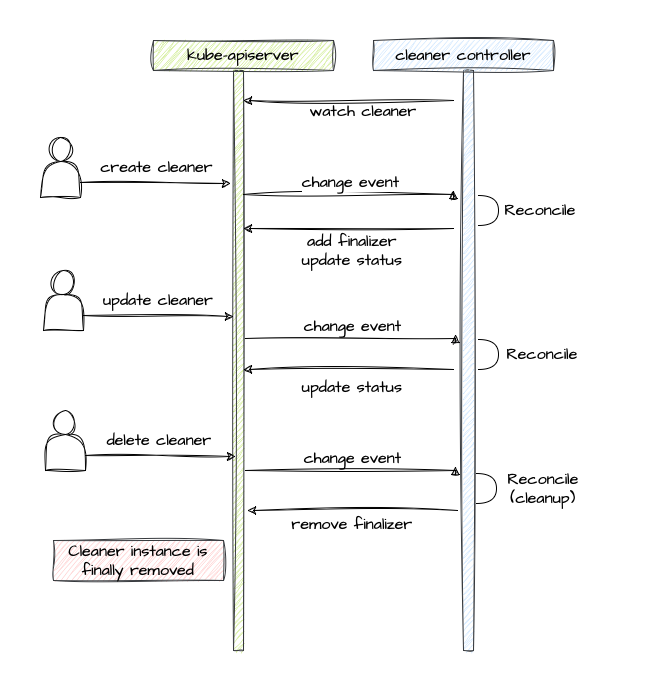 kube-apiserver
cleaner controller
watch cleaner
create cleaner
change event
Reconcile
add finalizer
update status
update cleaner
change event
Reconcile
update status
delete cleaner
change event
Reconcile
(cleanup)
remove finalizer
Cleaner instance is
finally removed